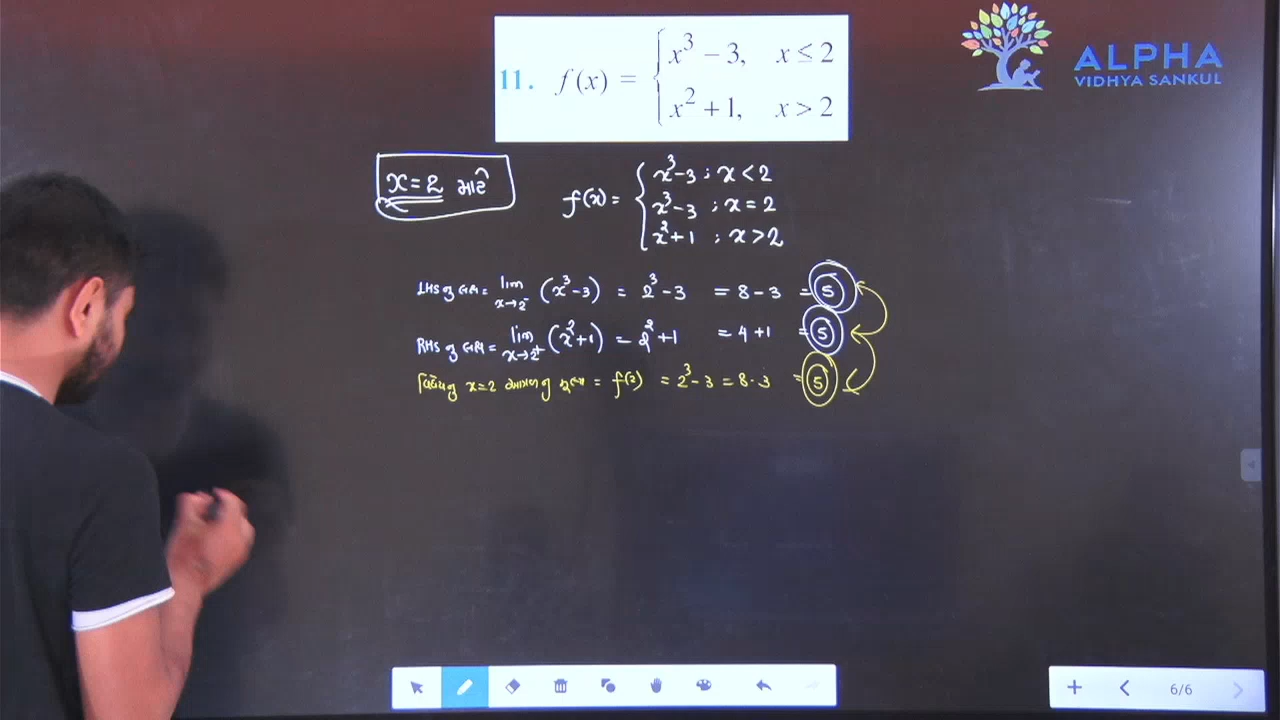 11. f(x) = { x³ − 3, x ≤ 2
x² + 1, x > 2
ALPHA
VIDHYA SANKUL
x = 2 માટે
f(x) = { x³-3 ; x < 2
x³-3 ; x = 2
x²+1 ; x > 2
LHS નું લક્ષ = lim x→2⁻ (x³-3) = 2³-3 = 8-3 = 5
RHS નું લક્ષ = lim x→2⁺ (x²+1) = 2²+1 = 4+1 = 5
વિધેયનું x=2 આગળનું મૂલ્ય = f(2) = 2³-3 = 8-3 = 5
6/6